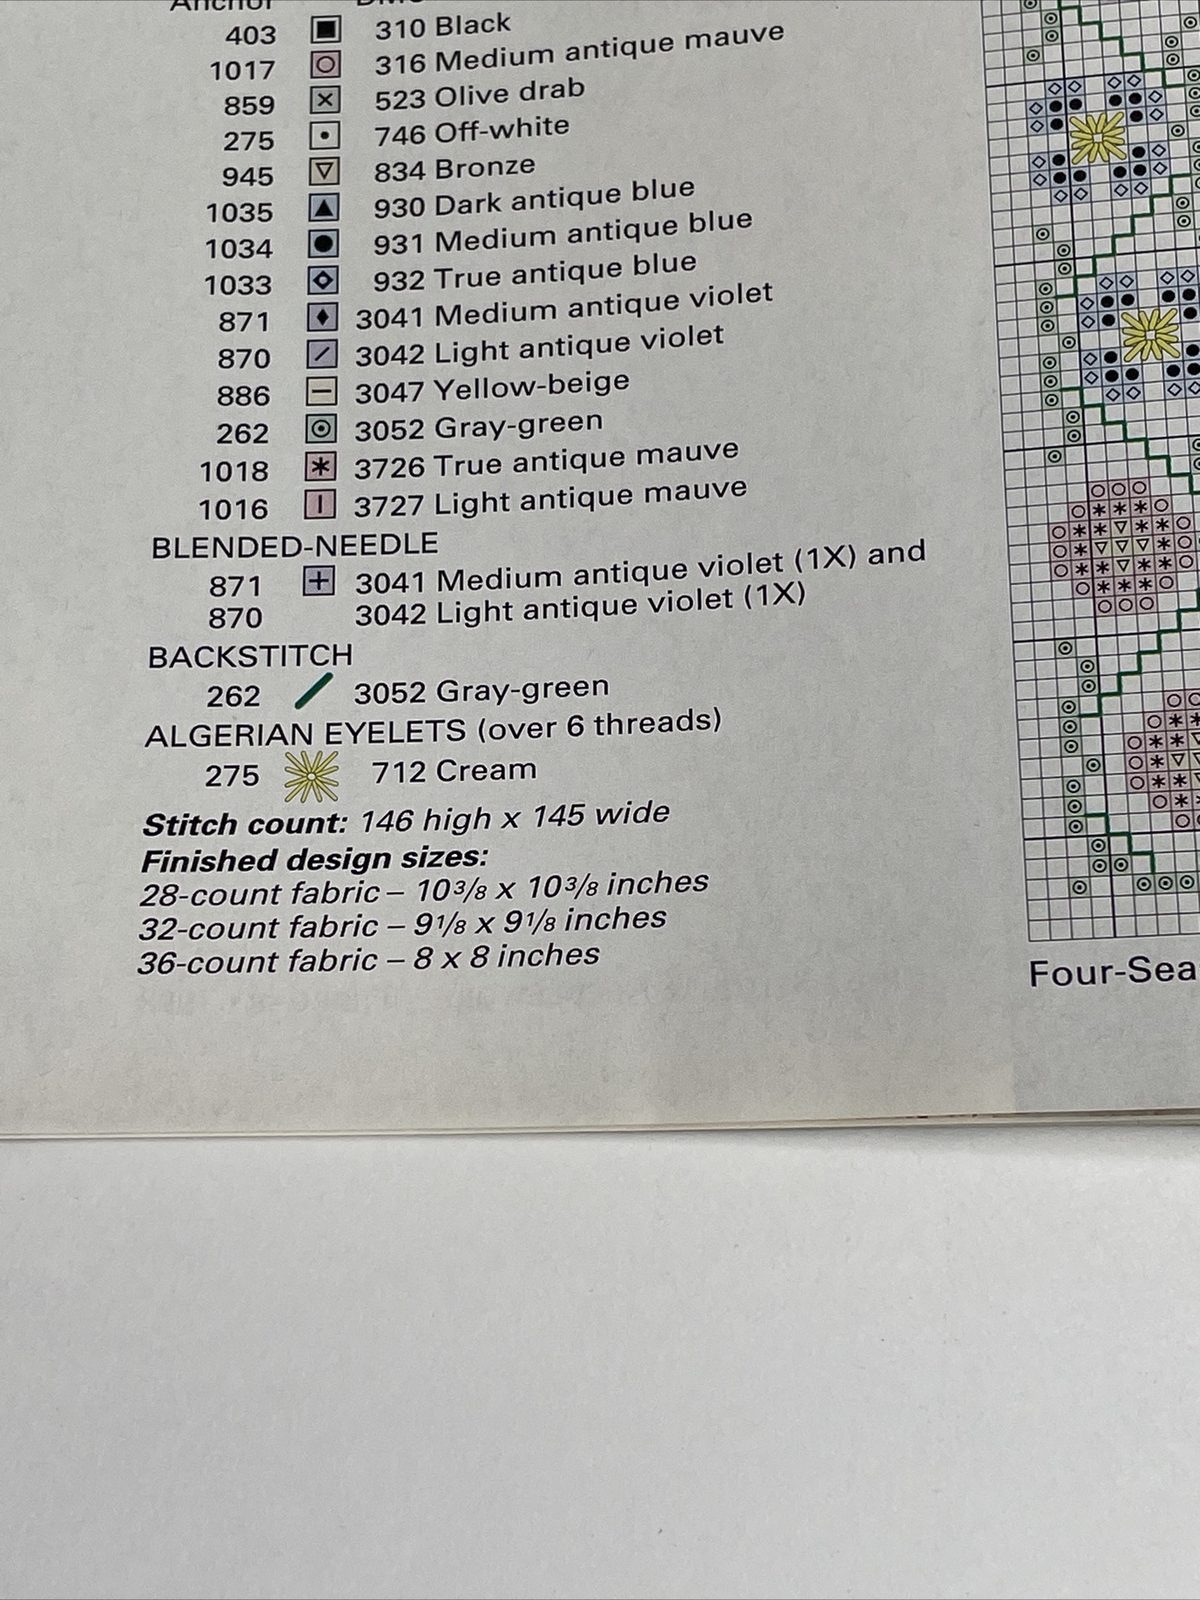 Anchor DMC
403 310 Black
1017 316 Medium antique mauve
859 523 Olive drab
275 746 Off-white
945 834 Bronze
1035 930 Dark antique blue
1034 931 Medium antique blue
1033 932 True antique blue
871 3041 Medium antique violet
870 3042 Light antique violet
886 3047 Yellow-beige
262 3052 Gray-green
1018 3726 True antique mauve
1016 3727 Light antique mauve
BLENDED-NEEDLE
871 3041 Medium antique violet (1X) and
870 3042 Light antique violet (1X)
BACKSTITCH
262 3052 Gray-green
ALGERIAN EYELETS (over 6 threads)
275 712 Cream
Stitch count: 146 high x 145 wide
Finished design sizes:
28-count fabric – 10 3/8 x 10 3/8 inches
32-count fabric – 9 1/8 x 9 1/8 inches
36-count fabric – 8 x 8 inches
Four-Sea